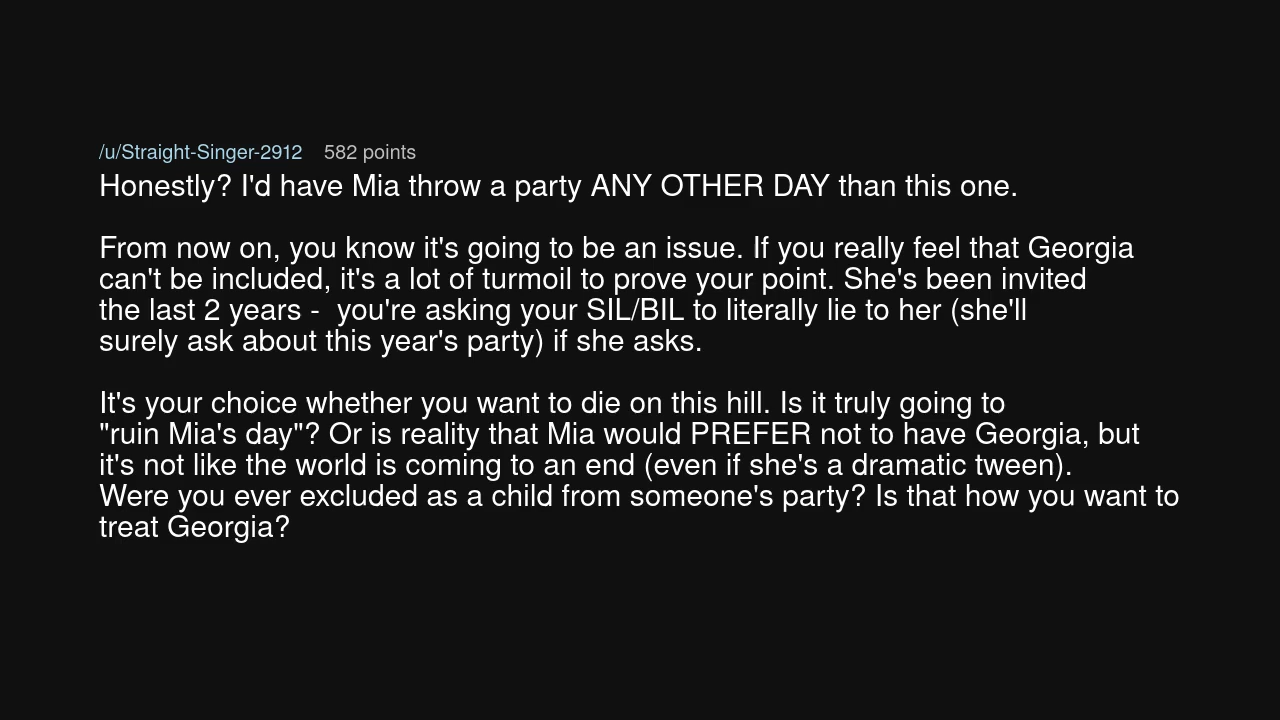 /u/Straight-Singer-2912 582 points
Honestly? I'd have Mia throw a party ANY OTHER DAY than this one.
From now on, you know it's going to be an issue. If you really feel that Georgia
can't be included, it's a lot of turmoil to prove your point. She's been invited
the last 2 years -  you're asking your SIL/BIL to literally lie to her (she'll
surely ask about this year's party) if she asks.
It's your choice whether you want to die on this hill. Is it truly going to
"ruin Mia's day"? Or is reality that Mia would PREFER not to have Georgia, but
it's not like the world is coming to an end (even if she's a dramatic tween).
Were you ever excluded as a child from someone's party? Is that how you want to
treat Georgia?